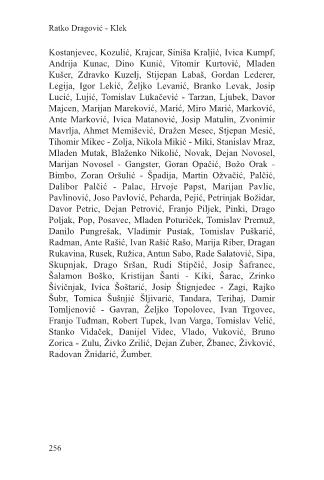 Ratko Dragović - Klek
Kostanjevec, Kozulić, Krajcar, Siniša Kraljić, Ivica Kumpf,
Andrija Kunac, Dino Kunić, Vitomir Kurtović, Mladen
Kušer, Zdravko Kuzelj, Stijepan Labaš, Gordan Lederer,
Legija, Igor Lekić, Željko Levanić, Branko Levak, Josip
Lucić, Lujić, Tomislav Lukačević - Tarzan, Ljubek, Davor
Majcen, Marijan Mareković, Marić, Miro Marić, Marković,
Ante Marković, Ivica Matanović, Josip Matulin, Zvonimir
Mavrlja, Ahmet Memišević, Dražen Mesec, Stjepan Mesić,
Tihomir Mikec - Zolja, Nikola Mikić - Miki, Stanislav Mraz,
Mladen Mutak, Blaženko Nikolić, Novak, Dejan Novosel,
Marijan Novosel - Gangster, Goran Opačić, Božo Orak -
Bimbo, Zoran Oršulić - Špadija, Martin Ožvačić, Palčić,
Dalibor Palčić - Palac, Hrvoje Papst, Marijan Pavlic,
Pavlinović, Joso Pavlović, Peharda, Pejić, Petrinjak Božidar,
Davor Petric, Dejan Petrović, Franjo Piljek, Pinki, Drago
Poljak, Pop, Posavec, Mladen Poturiček, Tomislav Premuž,
Danilo Pungrešak, Vladimir Pustak, Tomislav Puškarić,
Radman, Ante Rašić, Ivan Rašić Rašo, Marija Riber, Dragan
Rukavina, Rusek, Ružica, Antun Sabo, Rade Salatović, Sipa,
Skupnjak, Drago Sršan, Rudi Stipčić, Josip Šafranec,
Šalamon Boško, Kristijan Šanti - Kiki, Šarac, Zrinko
Šivičnjak, Ivica Šoštarić, Josip Štignjedec - Zagi, Rajko
Šubr, Tomica Šušnjić Šljivarić, Tandara, Terihaj, Damir
Tomljenović - Gavran, Željko Topolovec, Ivan Trgovec,
Franjo Tuđman, Robert Tupek, Ivan Varga, Tomislav Velić,
Stanko Vidaček, Danijel Videc, Vlado, Vuković, Bruno
Zorica - Zulu, Živko Zrilić, Dejan Zuber, Žbanec, Živković,
Radovan Žnidarić, Žumber.
256